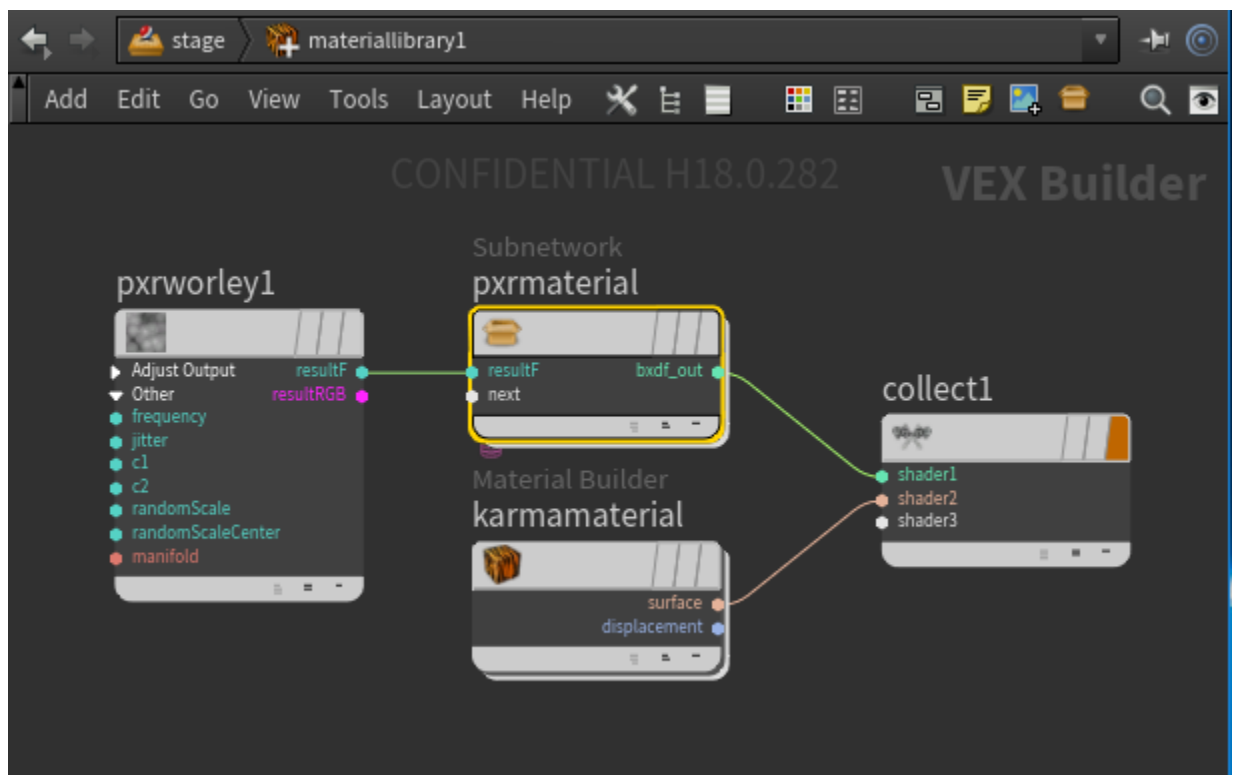 stage materiallibrary1
Add Edit Go View Tools Layout Help
CONFIDENTIAL H18.0.282
VEX Builder
pxrworley1
Adjust Output resultF
Other resultRGB
frequency
jitter
c1
c2
randomScale
randomScaleCenter
manifold
Subnetwork
pxrmaterial
resultF bxdf_out
next
Material Builder
karmamaterial
surface
displacement
collect1
shader1
shader2
shader3